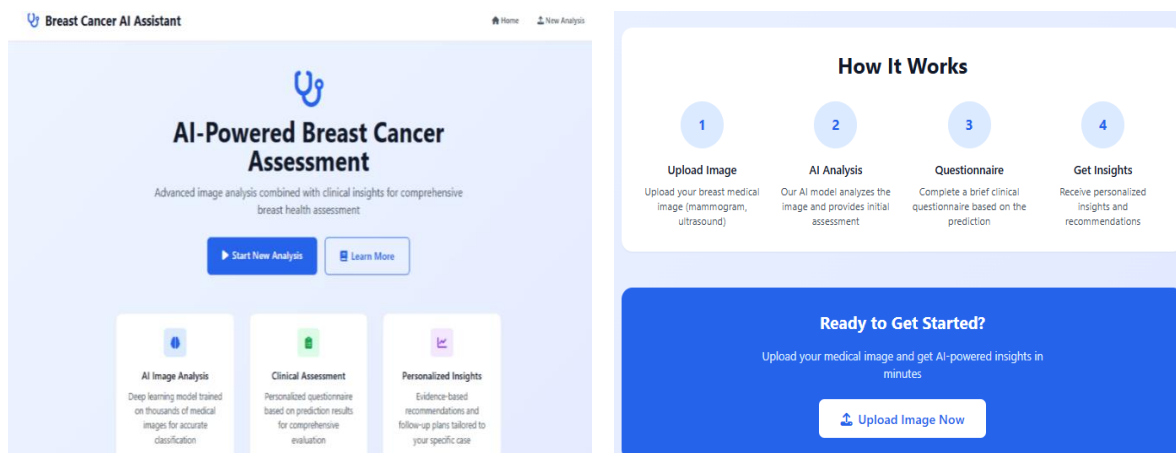 Breast Cancer AI Assistant
Home
New Analysis
AI-Powered Breast Cancer
Assessment
Advanced image analysis combined with clinical insights for comprehensive
breast health assessment
Start New Analysis
Learn More
AI Image Analysis
Deep learning model trained
on thousands of medical
images for accurate
classification
Clinical Assessment
Personalized questionnaire
based on prediction results
for comprehensive
evaluation
Personalized Insights
Evidence-based
recommendations and
follow-up plans tailored to
your specific case
How It Works
1
Upload Image
Upload your breast medical
image (mammogram,
ultrasound)
2
AI Analysis
Our AI model analyzes the
image and provides initial
assessment
3
Questionnaire
Complete a brief clinical
questionnaire based on the
prediction
4
Get Insights
Receive personalized
insights and
recommendations
Ready to Get Started?
Upload your medical image and get AI-powered insights in
minutes
Upload Image Now